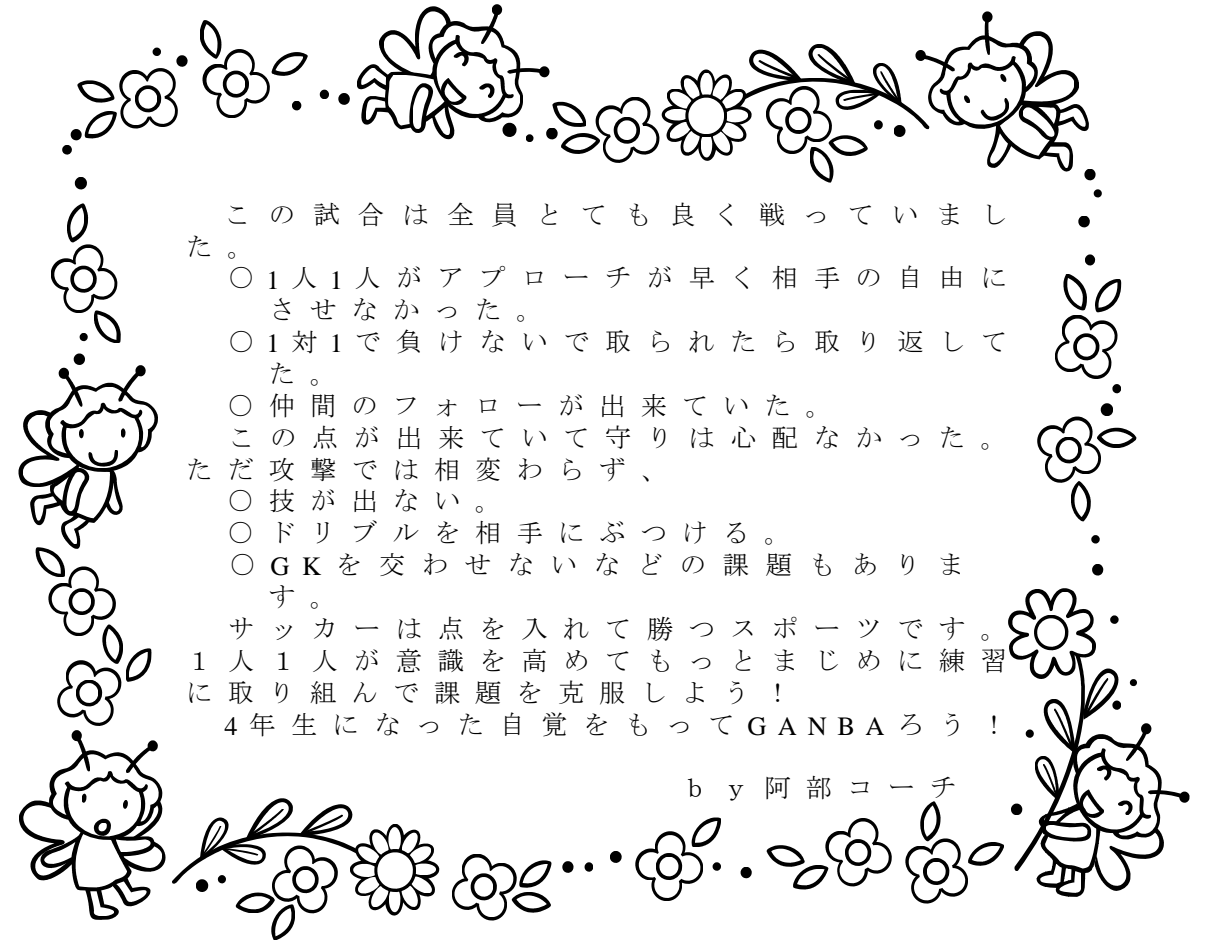 この試合は全員とても良く戦っていまし
た。
○1人1人がアプローチが早く相手の自由に
させなかった。
○1対1で負けないで取られたら取り返して
た。
○仲間のフォローが出来ていた。
この点が出来ていて守りは心配なかった。
ただ攻撃では相変わらず、
○技が出ない。
○ドリブルを相手にぶつける。
○GKを交わせないなどの課題もありま
す。
サッカーは点を入れて勝つスポーツです。
１人１人が意識を高めてもっとまじめに練習
に取り組んで課題を克服しよう！
4年生になった自覚をもってGANBAろう！
ｂｙ阿部コーチ